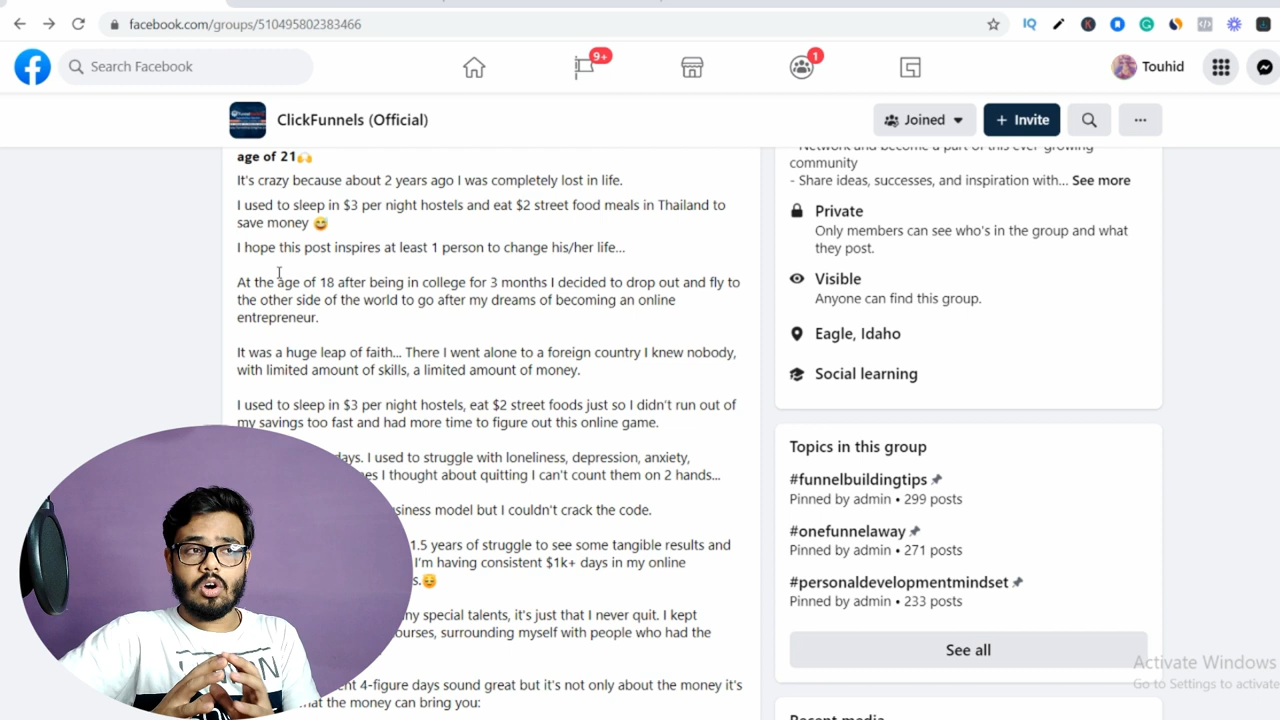 facebook.com/groups/510495802383466
IQ
Search Facebook
9+
1
Touhid
ClickFunnels (Official)
Joined
+ Invite
age of 21🙌
It's crazy because about 2 years ago I was completely lost in life.
I used to sleep in $3 per night hostels and eat $2 street food meals in Thailand to
save money 😅
I hope this post inspires at least 1 person to change his/her life...
At the age of 18 after being in college for 3 months I decided to drop out and fly to
the other side of the world to go after my dreams of becoming an online
entrepreneur.
It was a huge leap of faith... There I went alone to a foreign country I knew nobody,
with limited amount of skills, a limited amount of money.
I used to sleep in $3 per night hostels, eat $2 street foods just so I didn't run out of
my savings too fast and had more time to figure out this online game.
days. I used to struggle with loneliness, depression, anxiety,
es I thought about quitting I can't count them on 2 hands...
siness model but I couldn't crack the code.
1.5 years of struggle to see some tangible results and
I'm having consistent $1k+ days in my online
s.😌
ny special talents, it's just that I never quit. I kept
ourses, surrounding myself with people who had the
nt 4-figure days sound great but it's not only about the money it's
hat the money can bring you:
- Network and become a part of this ever-growing
community
- Share ideas, successes, and inspiration with... See more
Private
Only members can see who's in the group and what
they post.
Visible
Anyone can find this group.
Eagle, Idaho
Social learning
Topics in this group
#funnelbuildingtips
Pinned by admin • 299 posts
#onefunnelaway
Pinned by admin • 271 posts
#personaldevelopmentmindset
Pinned by admin • 233 posts
See all
Activate Windows
Go to Settings to activate
Recent media